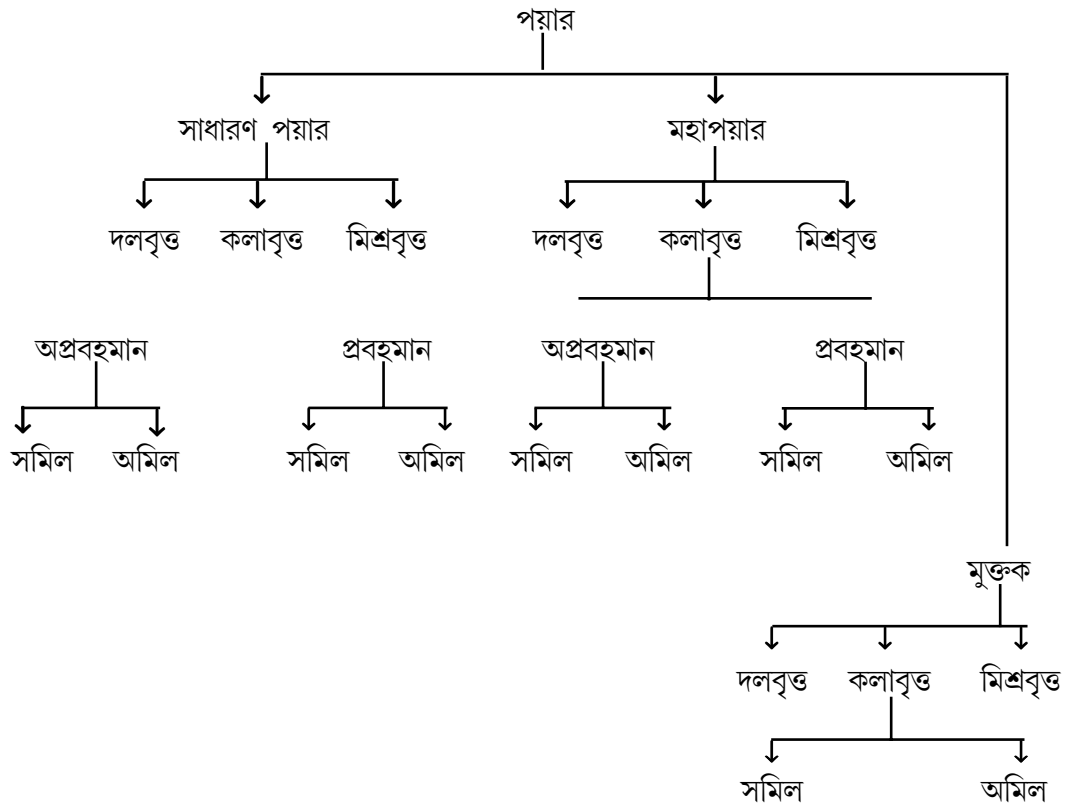 পয়ার
সাধারণ পয়ার মহাপয়ার
দলবৃত্ত কলাবৃত্ত মিশ্রবৃত্ত দলবৃত্ত কলাবৃত্ত মিশ্রবৃত্ত
অপ্রবহমান প্রবহমান অপ্রবহমান প্রবহমান
সমিল অমিল সমিল অমিল সমিল অমিল সমিল অমিল
মুক্তক
দলবৃত্ত কলাবৃত্ত মিশ্রবৃত্ত
সমিল অমিল